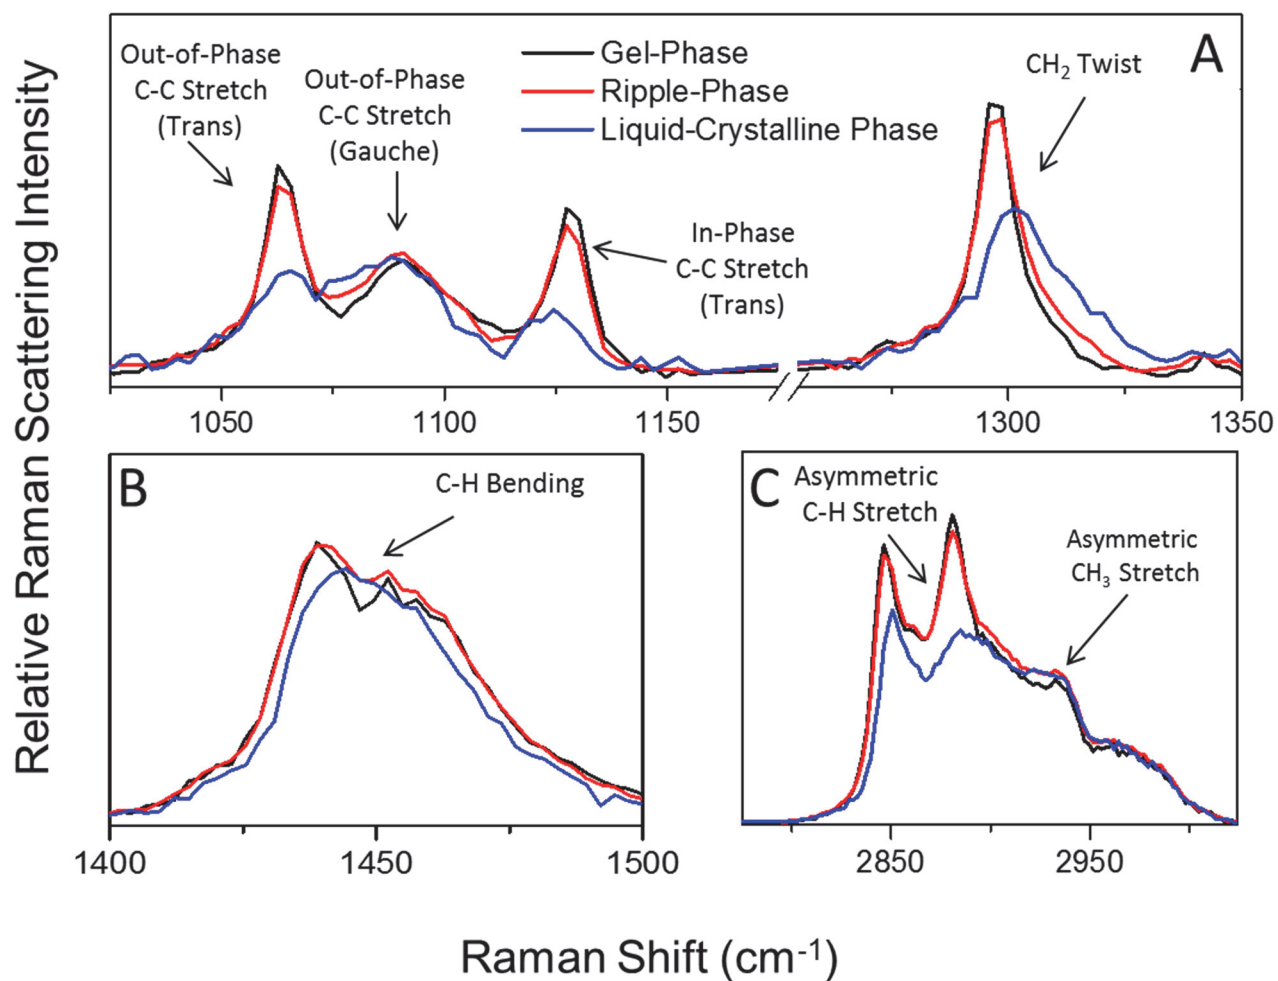 Relative Raman Scattering Intensity
A
Out-of-Phase
C-C Stretch
(Trans)
Out-of-Phase
C-C Stretch
(Gauche)
Gel-Phase
Ripple-Phase
Liquid-Crystalline Phase
CH₂ Twist
In-Phase
C-C Stretch
(Trans)
1050
1100
1150
1300
1350
B
C-H Bending
1400
1450
1500
C
Asymmetric
C-H Stretch
Asymmetric
CH₃ Stretch
2850
2950
Raman Shift (cm⁻¹)